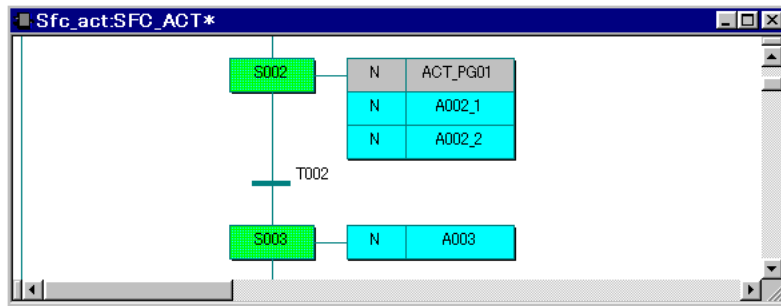 Sfc_act:SFC_ACT*
S002 N ACT_PG01
N A002_1
N A002_2
T002
S003 N A003